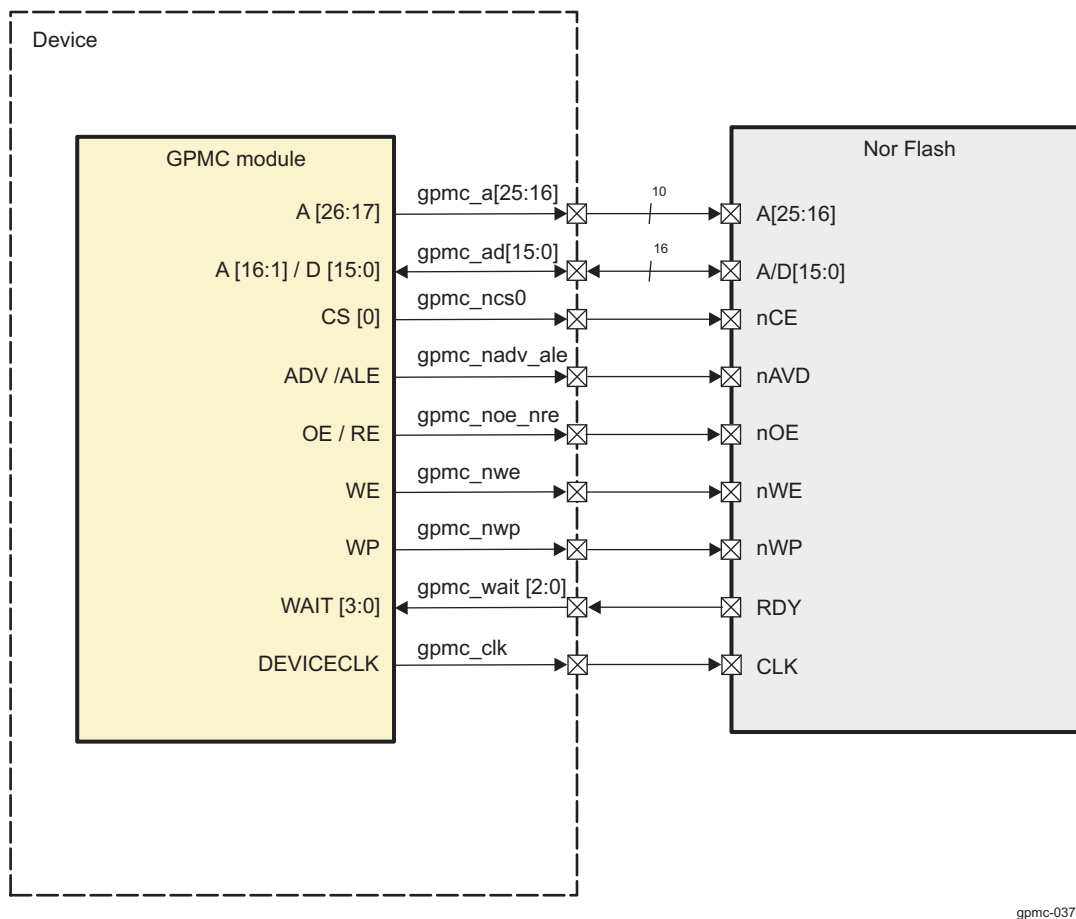 Device
GPMC module
Nor Flash
A [26:17] gpmc_a[25:16] 10 A[25:16]
A [16:1] / D [15:0] gpmc_ad[15:0] 16 A/D[15:0]
CS [0] gpmc_ncs0 nCE
ADV /ALE gpmc_nadv_ale nAVD
OE / RE gpmc_noe_nre nOE
WE gpmc_nwe nWE
WP gpmc_nwp nWP
WAIT [3:0] gpmc_wait [2:0] RDY
DEVICECLK gpmc_clk CLK
gpmc-037